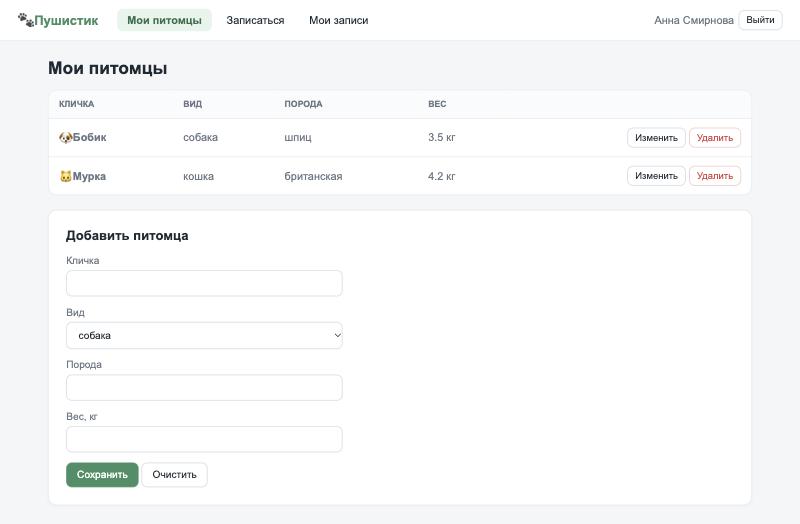 Пушистик Мои питомцы Записаться Мои записи Анна Смирнова Выйти
Мои питомцы
КЛИЧКА ВИД ПОРОДА ВЕС
Бобик собака шпиц 3.5 кг Изменить Удалить
Мурка кошка британская 4.2 кг Изменить Удалить
Добавить питомца
Кличка
Вид
собака
Порода
Вес, кг
Сохранить Очистить